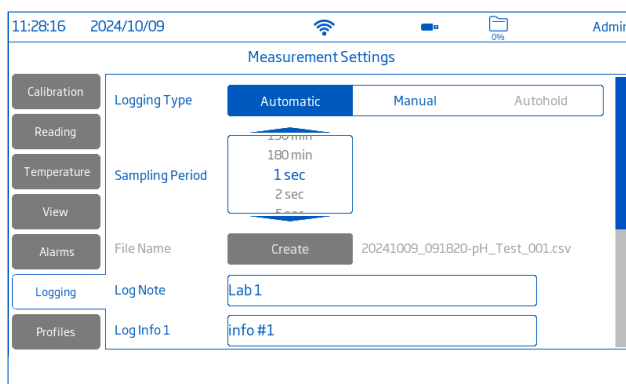 11:28:16 2024/10/09 0% Admin
Measurement Settings
Calibration
Logging Type Automatic Manual Autohold
Reading
180 min
Temperature Sampling Period 1 sec
2 sec
View
Alarms File Name Create 20241009_091820-pH_Test_001.csv
Logging Log Note Lab 1
Profiles Log Info 1 info #1